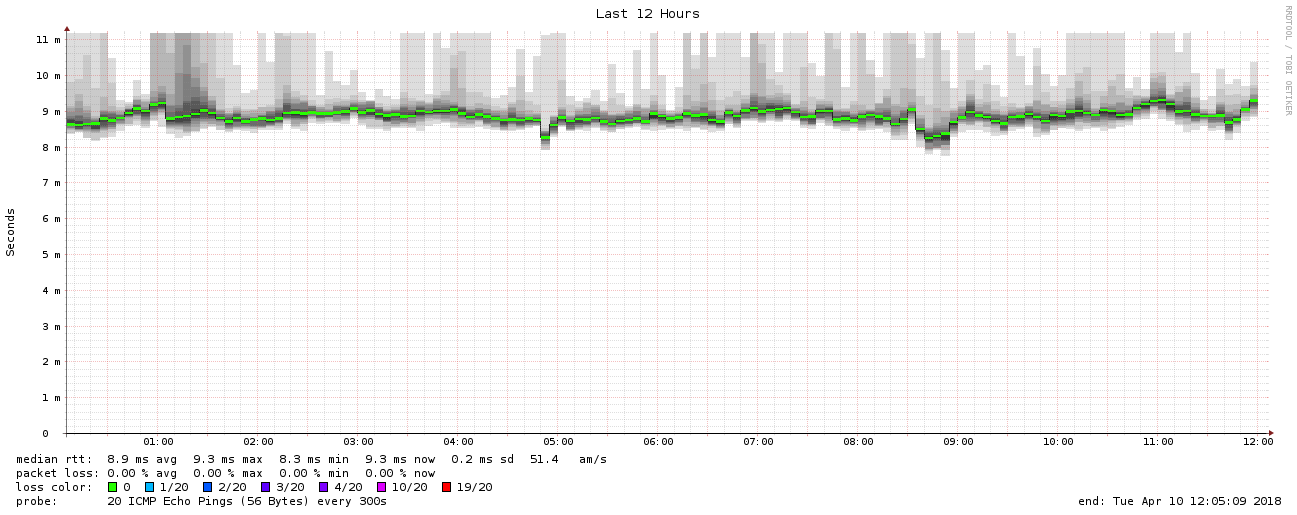 Last 12 Hours
RRDTOOL / TOBI OETIKER
Seconds
11 m
10 m
9 m
8 m
7 m
6 m
5 m
4 m
3 m
2 m
1 m
0
01:00 02:00 03:00 04:00 05:00 06:00 07:00 08:00 09:00 10:00 11:00 12:00
median rtt: 8.9 ms avg 9.3 ms max 8.3 ms min 9.3 ms now 0.2 ms sd 51.4 am/s
packet loss: 0.00 % avg 0.00 % max 0.00 % min 0.00 % now
loss color: 0 1/20 2/20 3/20 4/20 10/20 19/20
probe: 20 ICMP Echo Pings (56 Bytes) every 300s end: Tue Apr 10 12:05:09 2018